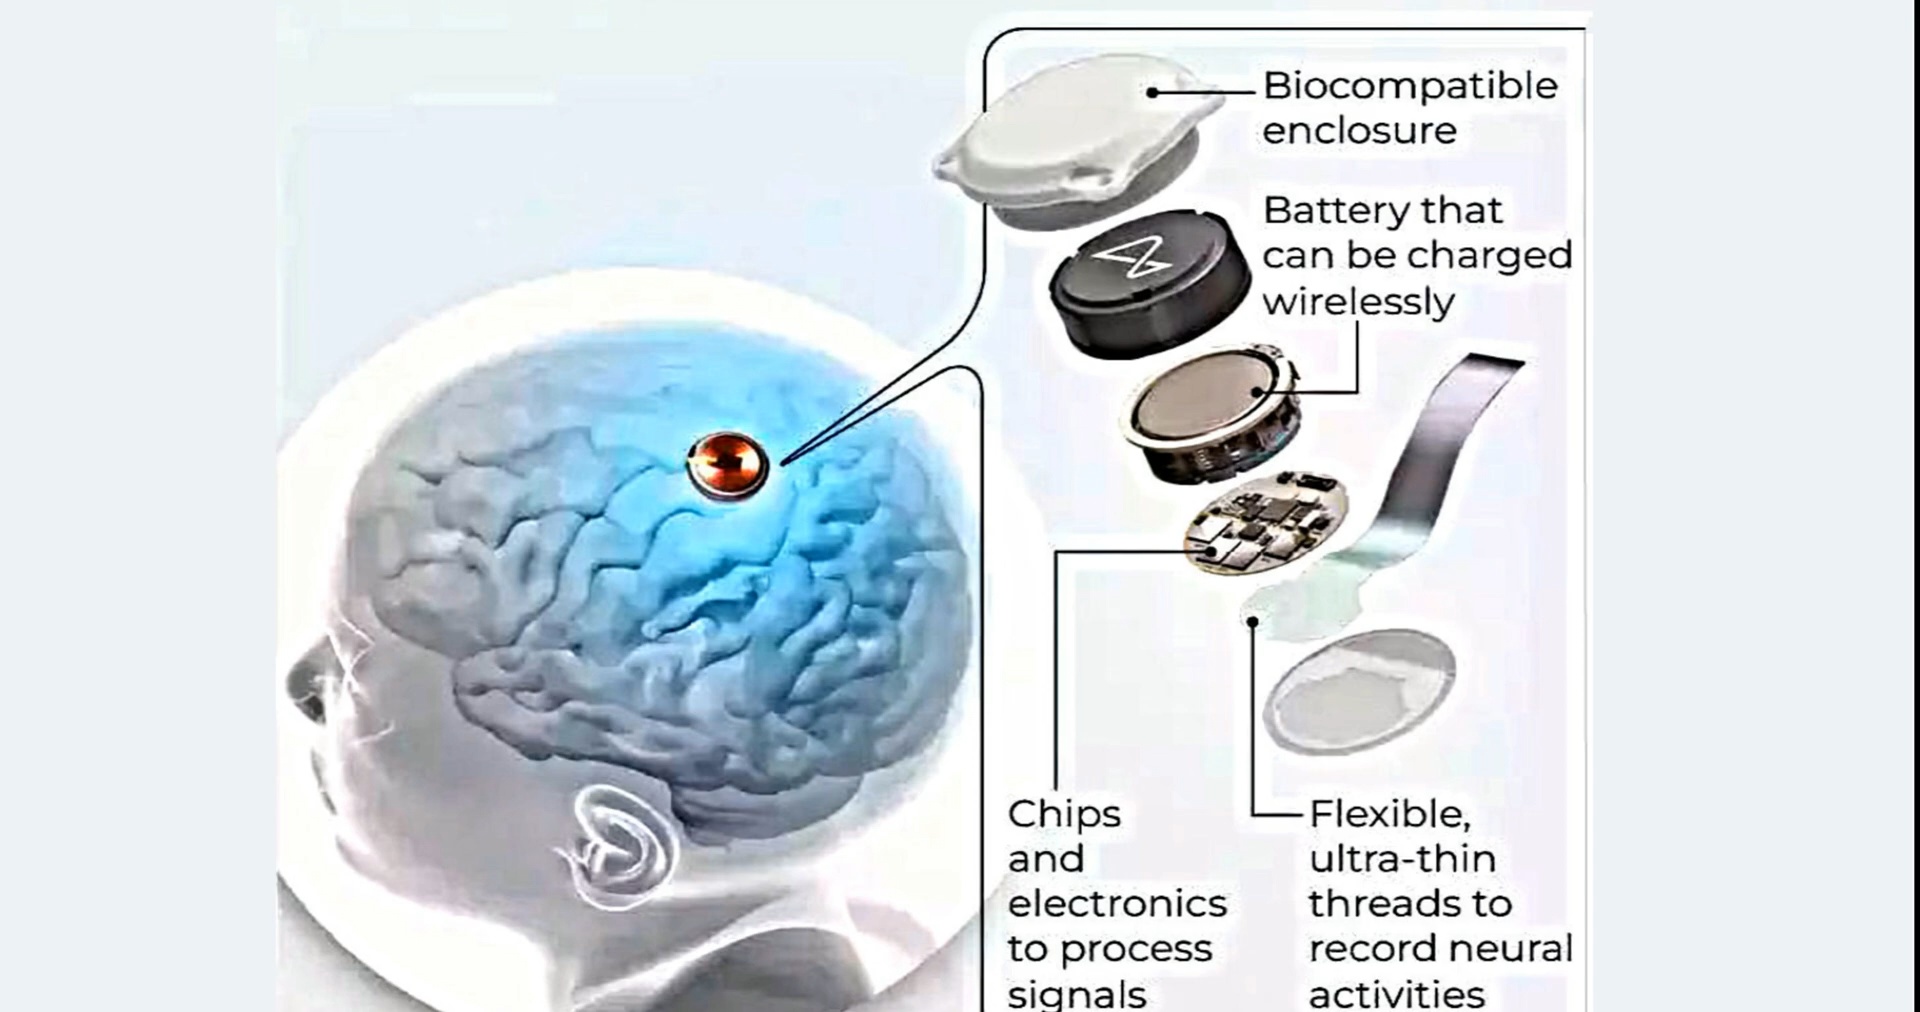 Biocompatible
enclosure
Battery that
can be charged
wirelessly
Chips
and
electronics
to process
signals
Flexible,
ultra-thin
threads to
record neural
activities